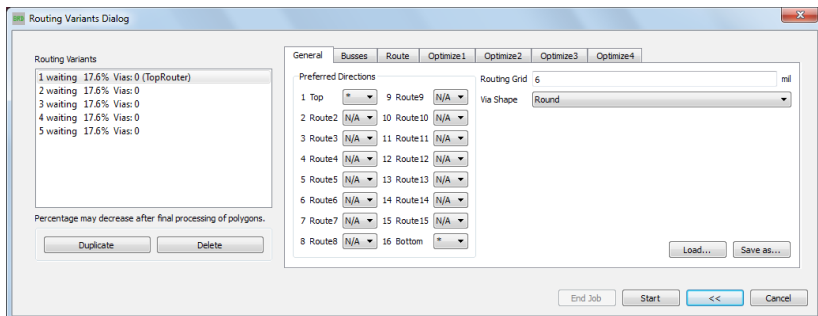 Routing Variants Dialog
Routing Variants
1 waiting 17.6% Vias: 0 (TopRouter)
2 waiting 17.6% Vias: 0
3 waiting 17.6% Vias: 0
4 waiting 17.6% Vias: 0
5 waiting 17.6% Vias: 0
Percentage may decrease after final processing of polygons.
Duplicate Delete
General Busses Route Optimize1 Optimize2 Optimize3 Optimize4
Preferred Directions
1 Top * 9 Route9 N/A
2 Route2 N/A 10 Route10 N/A
3 Route3 N/A 11 Route11 N/A
4 Route4 N/A 12 Route12 N/A
5 Route5 N/A 13 Route13 N/A
6 Route6 N/A 14 Route14 N/A
7 Route7 N/A 15 Route15 N/A
8 Route8 N/A 16 Bottom *
Routing Grid 6 mil
Via Shape Round
Load... Save as...
End Job Start << Cancel